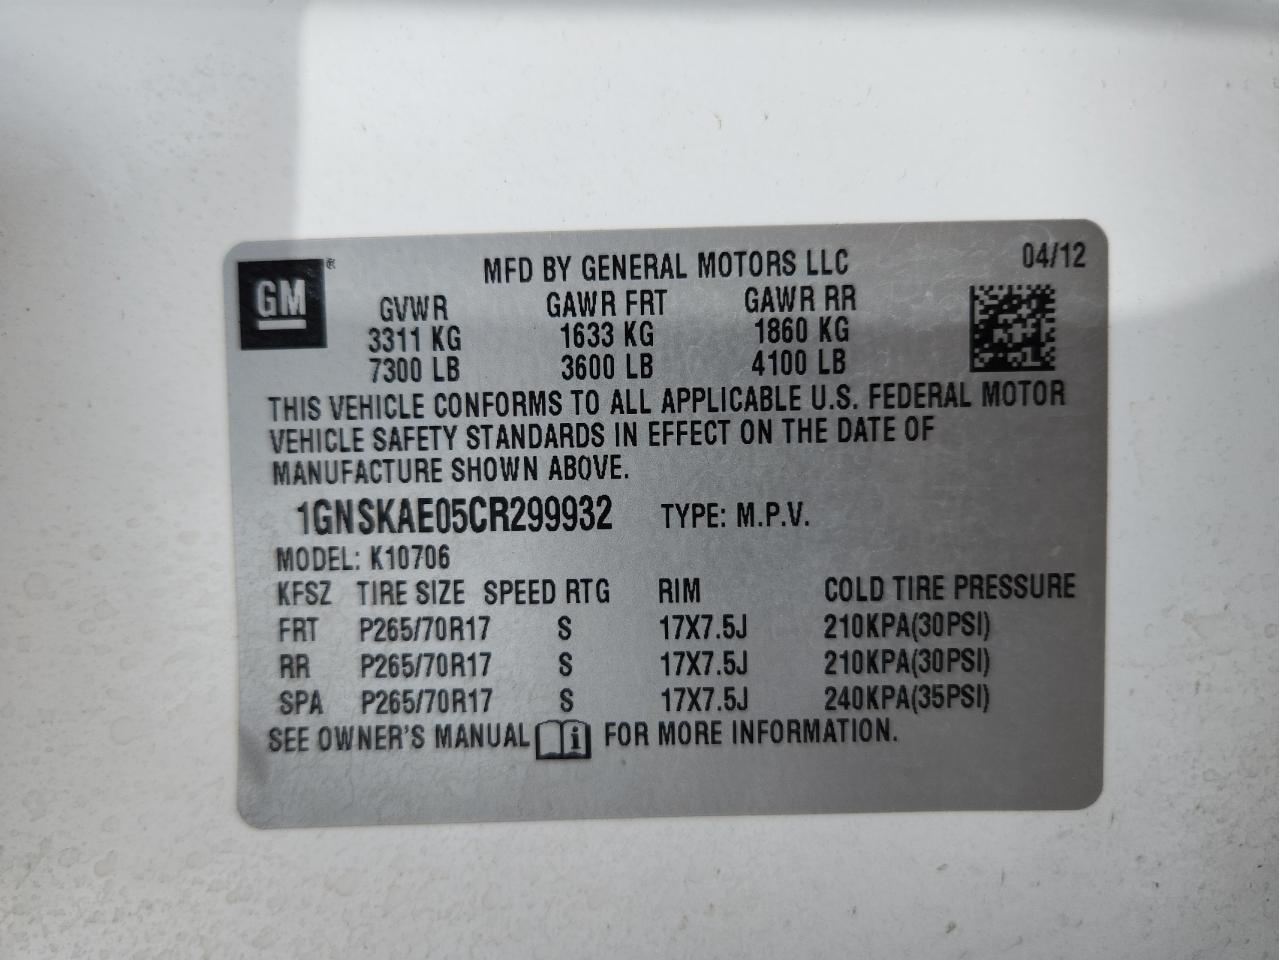 GM®
MFD BY GENERAL MOTORS LLC 04/12
GVWR GAWR FRT GAWR RR
3311 KG 1633 KG 1860 KG
7300 LB 3600 LB 4100 LB
THIS VEHICLE CONFORMS TO ALL APPLICABLE U.S. FEDERAL MOTOR
VEHICLE SAFETY STANDARDS IN EFFECT ON THE DATE OF
MANUFACTURE SHOWN ABOVE.
1GNSKAE05CR299932 TYPE: M.P.V.
MODEL: K10706
KFSZ TIRE SIZE SPEED RTG RIM COLD TIRE PRESSURE
FRT P265/70R17 S 17X7.5J 210KPA(30PSI)
RR P265/70R17 S 17X7.5J 210KPA(30PSI)
SPA P265/70R17 S 17X7.5J 240KPA(35PSI)
SEE OWNER'S MANUAL i FOR MORE INFORMATION.